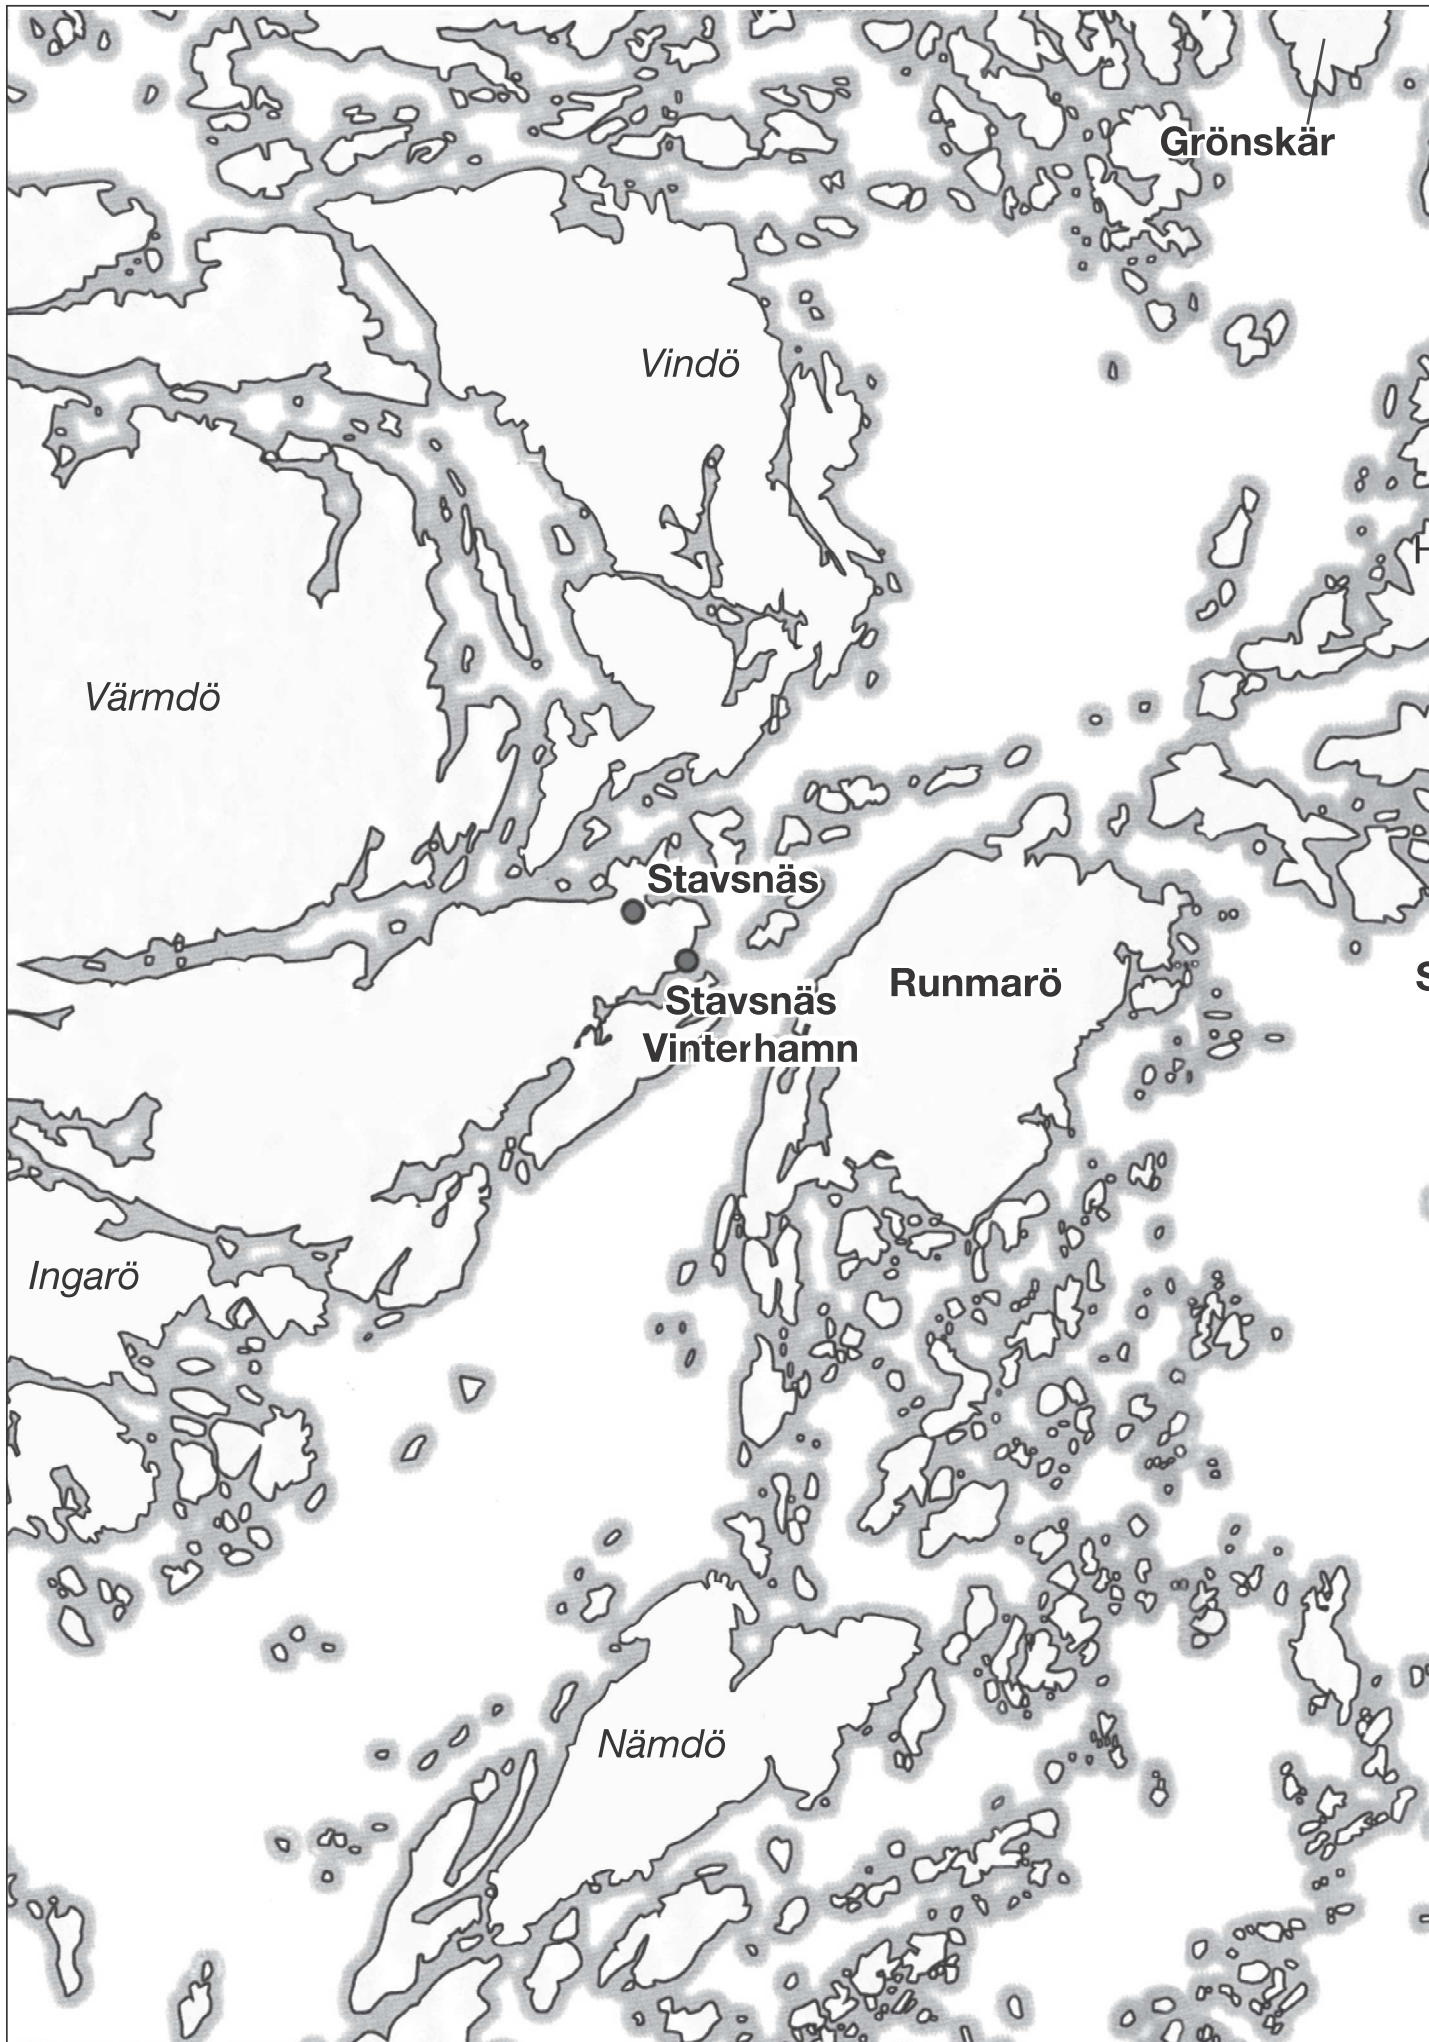 Grönskär
Vindö
H
Värmdö
Stavsnäs
Runmarö
S
Stavsnäs
Vinterhamn
Ingarö
Nämdö